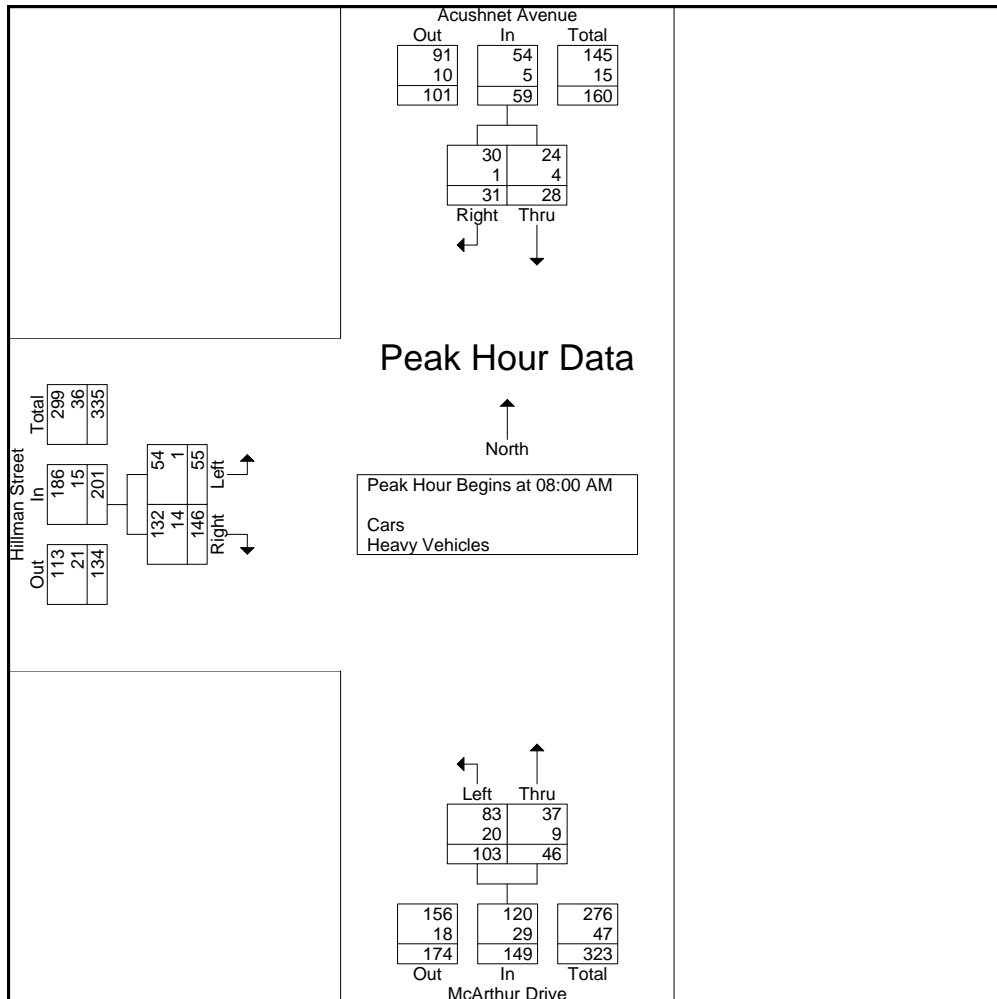 Acushnet Avenue
Out In Total
91 54 145
10 5 15
101 59 160
30 24
1 4
31 28
Right Thru
Peak Hour Data
North
Peak Hour Begins at 08:00 AM
Cars
Heavy Vehicles
Hillman Street
Total
299
36
335
In
186
15
201
Out
113
21
134
54
1
55
Left
132
14
146
Right
Left Thru
83 37
20 9
103 46
156 120 276
18 29 47
174 149 323
Out In Total
McArthur Drive